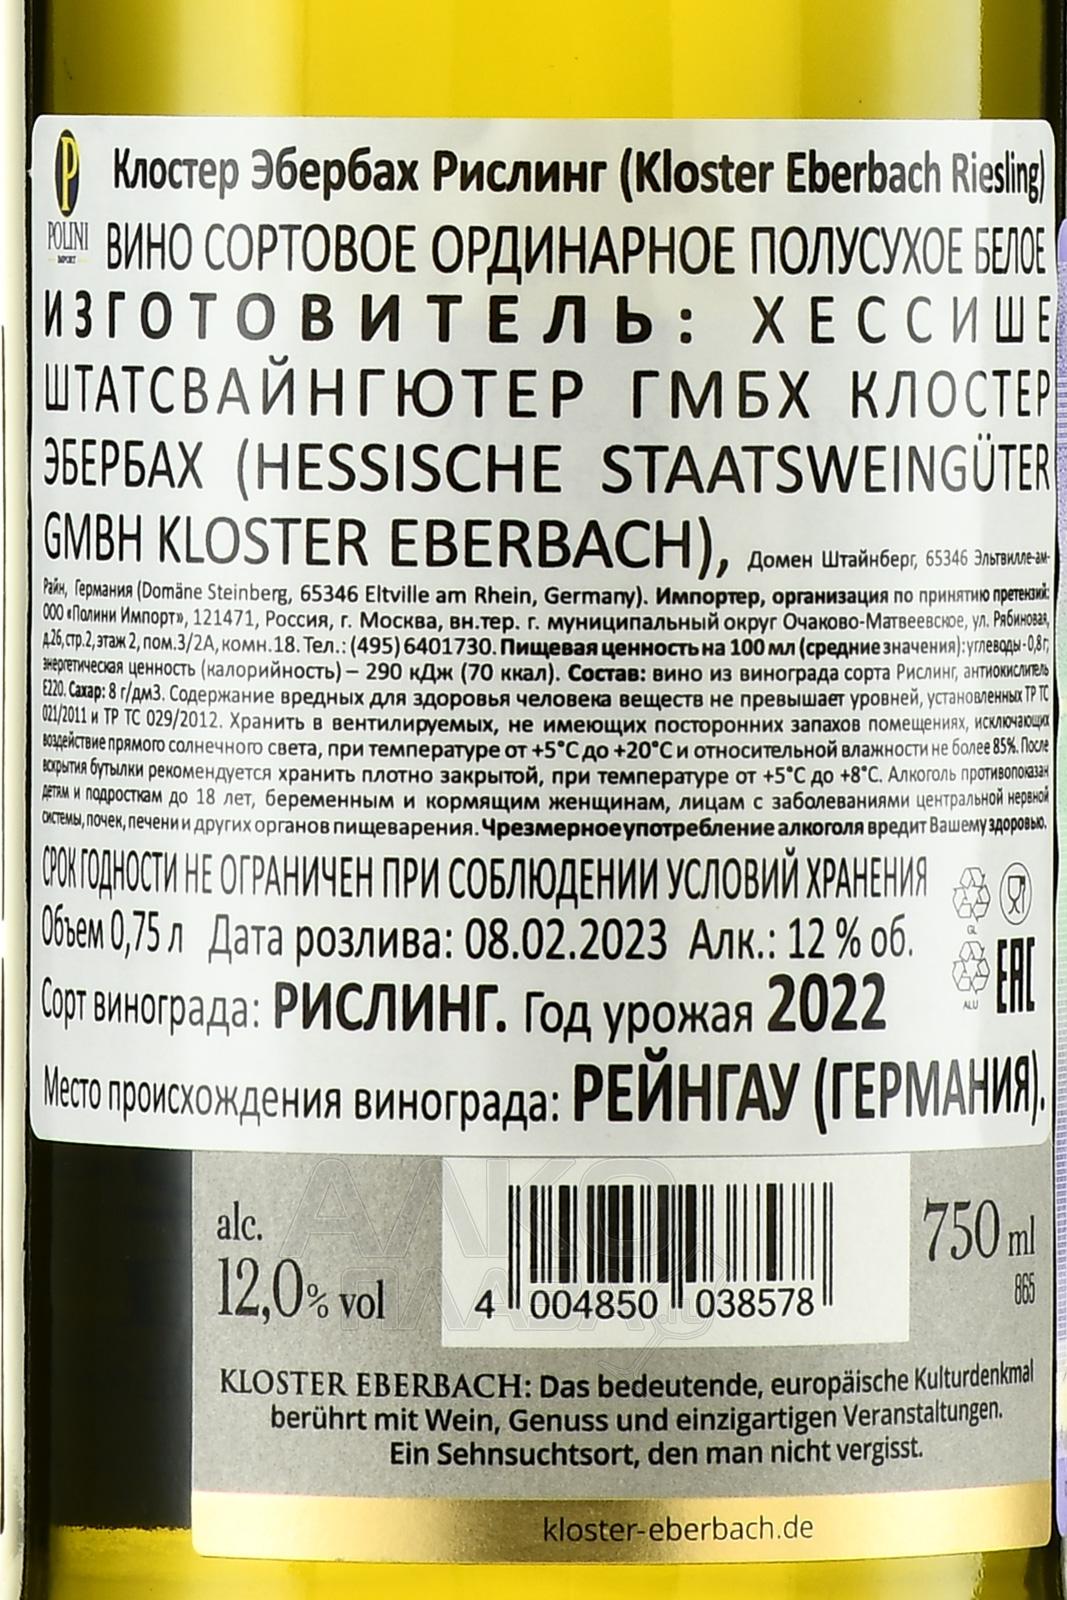 Клостер Эбербах Рислинг (Kloster Eberbach Riesling)
POLINI
IMPORT
ВИНО СОРТОВОЕ ОРДИНАРНОЕ ПОЛУСУХОЕ БЕЛОЕ
ИЗГОТОВИТЕЛЬ: ХЕССИШЕ
ШТАТСВАЙНГЮТЕР ГМБХ КЛОСТЕР
ЭБЕРБАХ (HESSISCHE STAATSWEINGÜTER
GMBH KLOSTER EBERBACH), Домен Штайнберг, 65346 Эльтвилле-ам-
Райн, Германия (Domäne Steinberg, 65346 Eltville am Rhein, Germany). Импортер, организация по принятию претензий:
ООО «Полини Импорт», 121471, Россия, г. Москва, вн.тер. г. муниципальный округ Очаково-Матвеевское, ул. Рябиновая,
д.26, стр.2, этаж 2, пом.3/2А, комн.18. Тел.: (495) 6401730. Пищевая ценность на 100 мл (средние значения): углеводы - 0,8 г;
энергетическая ценность (калорийность) – 290 кДж (70 ккал). Состав: вино из винограда сорта Рислинг, антиокислитель
Е220. Сахар: 8 г/дм3. Содержание вредных для здоровья человека веществ не превышает уровней, установленных ТР ТС
021/2011 и ТР ТС 029/2012. Хранить в вентилируемых, не имеющих посторонних запахов помещениях, исключающих
воздействие прямого солнечного света, при температуре от +5°С до +20°С и относительной влажности не более 85%. После
вскрытия бутылки рекомендуется хранить плотно закрытой, при температуре от +5°С до +8°С. Алкоголь противопоказан
детям и подросткам до 18 лет, беременным и кормящим женщинам, лицам с заболеваниями центральной нервной
системы, почек, печени и других органов пищеварения. Чрезмерное употребление алкоголя вредит Вашему здоровью.
СРОК ГОДНОСТИ НЕ ОГРАНИЧЕН ПРИ СОБЛЮДЕНИИ УСЛОВИЙ ХРАНЕНИЯ
GL
Объем 0,75 л Дата розлива: 08.02.2023 Алк.: 12 % об.
ALU
EAC
Сорт винограда: РИСЛИНГ. Год урожая 2022
Место происхождения винограда: РЕЙНГАУ (ГЕРМАНИЯ).
АЛКО
ПЛАЗА.ru
alc.
12,0% vol
4 004850 038578
750 ml
865
KLOSTER EBERBACH: Das bedeutende, europäische Kulturdenkmal
berührt mit Wein, Genuss und einzigartigen Veranstaltungen.
Ein Sehnsuchtsort, den man nicht vergisst.
kloster-eberbach.de